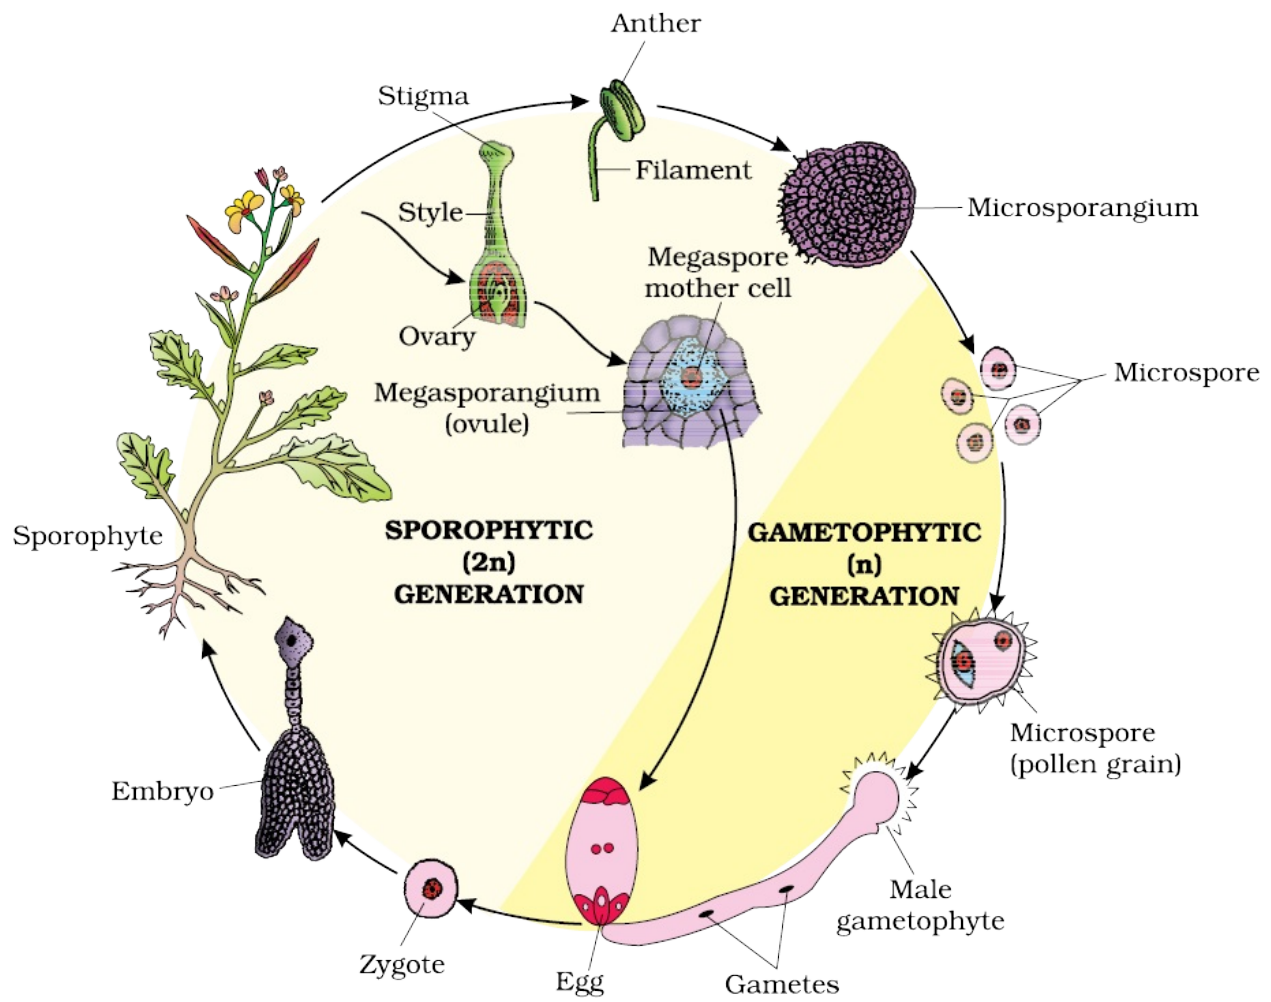 Anther
Stigma
Filament
Style
Microsporangium
Megaspore
mother cell
Ovary
Microspore
Megasporangium
(ovule)
Sporophyte
SPOROPHYTIC
(2n)
GENERATION
GAMETOPHYTIC
(n)
GENERATION
Microspore
(pollen grain)
Embryo
Male
gametophyte
Zygote
Egg
Gametes